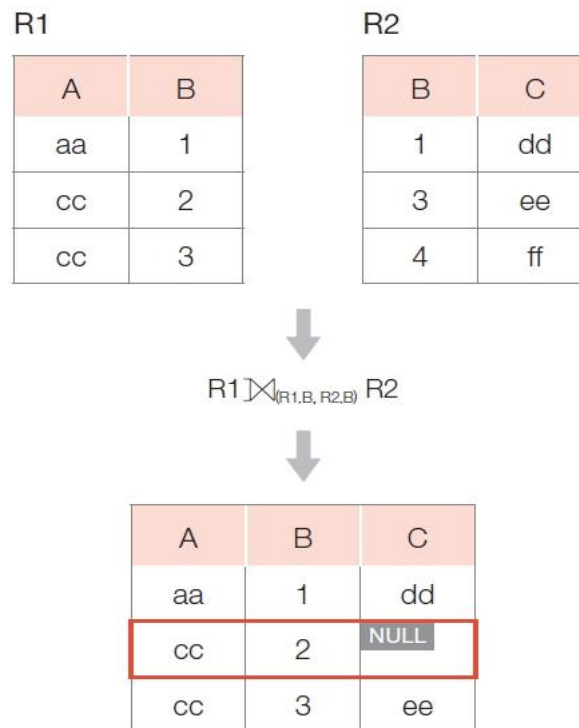 R1 R2
A B B C
aa 1 1 dd
cc 2 3 ee
cc 3 4 ff
R1 ⟕(R1,B, R2,B) R2
A B C
aa 1 dd
cc 2 NULL
cc 3 ee